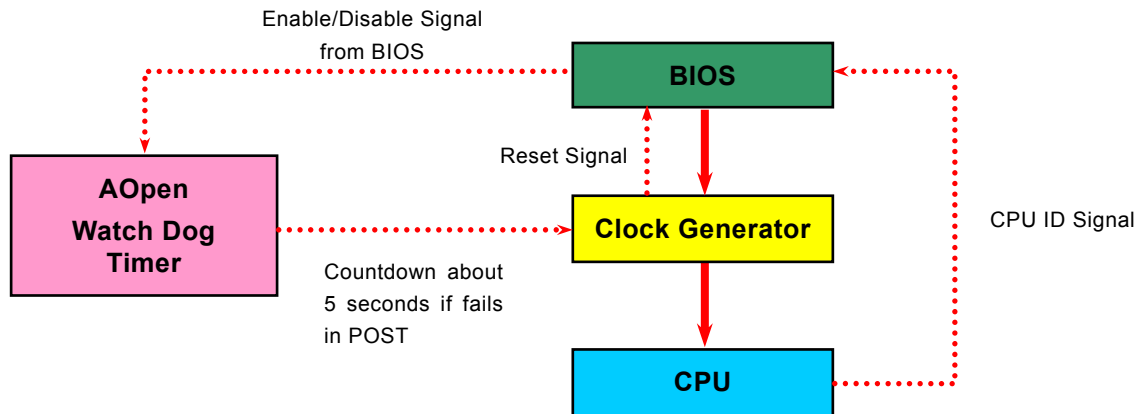 Enable/Disable Signal
from BIOS
BIOS
Reset Signal
AOpen
Watch Dog
Timer
Clock Generator
CPU ID Signal
Countdown about
5 seconds if fails
in POST
CPU